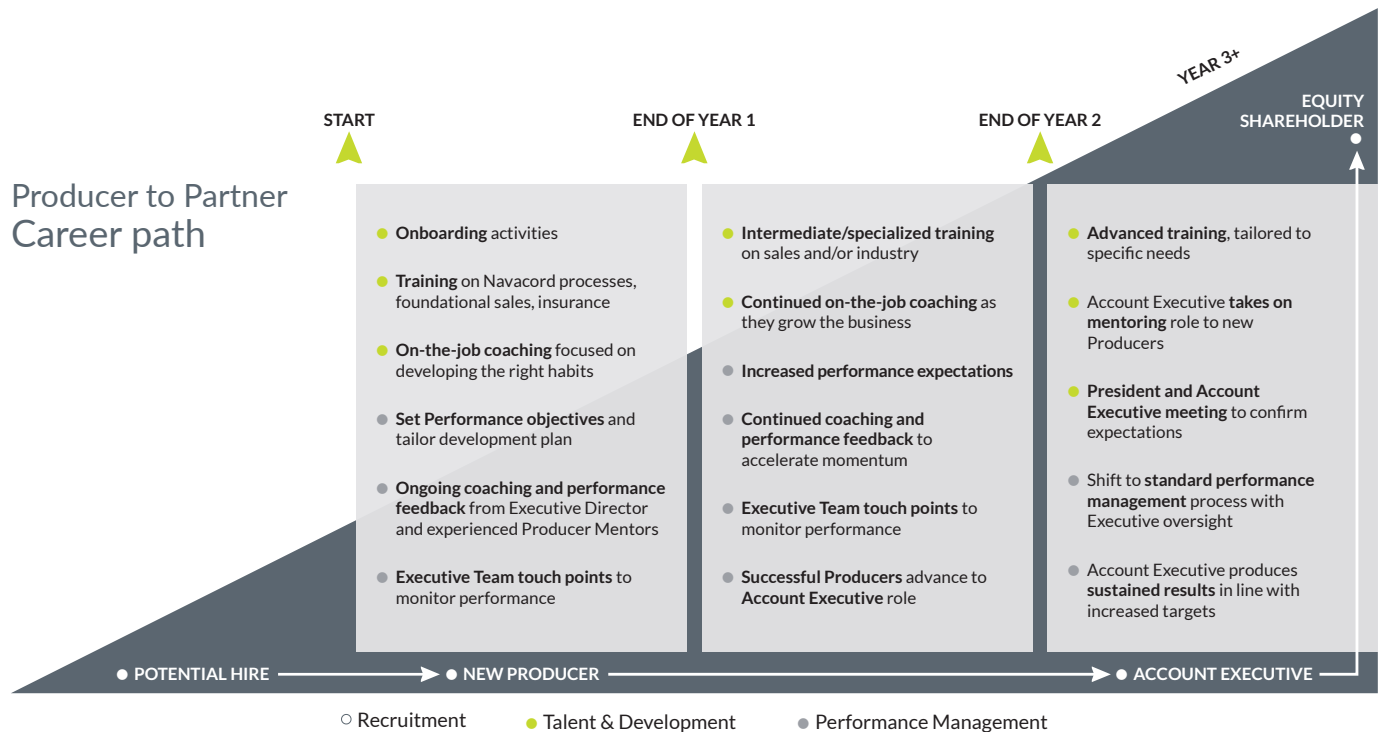 YEAR 3+
EQUITY
SHAREHOLDER
START
END OF YEAR 1
END OF YEAR 2
Producer to Partner
Career path
Onboarding activities
Training on Navacord processes,
foundational sales, insurance
On-the-job coaching focused on
developing the right habits
Set Performance objectives and
tailor development plan
Ongoing coaching and performance
feedback from Executive Director
and experienced Producer Mentors
Executive Team touch points to
monitor performance
Intermediate/specialized training
on sales and/or industry
Continued on-the-job coaching as
they grow the business
Increased performance expectations
Continued coaching and
performance feedback to
accelerate momentum
Executive Team touch points to
monitor performance
Successful Producers advance to
Account Executive role
Advanced training, tailored to
specific needs
Account Executive takes on
mentoring role to new
Producers
President and Account
Executive meeting to confirm
expectations
Shift to standard performance
management process with
Executive oversight
Account Executive produces
sustained results in line with
increased targets
POTENTIAL HIRE
NEW PRODUCER
ACCOUNT EXECUTIVE
Recruitment
Talent & Development
Performance Management